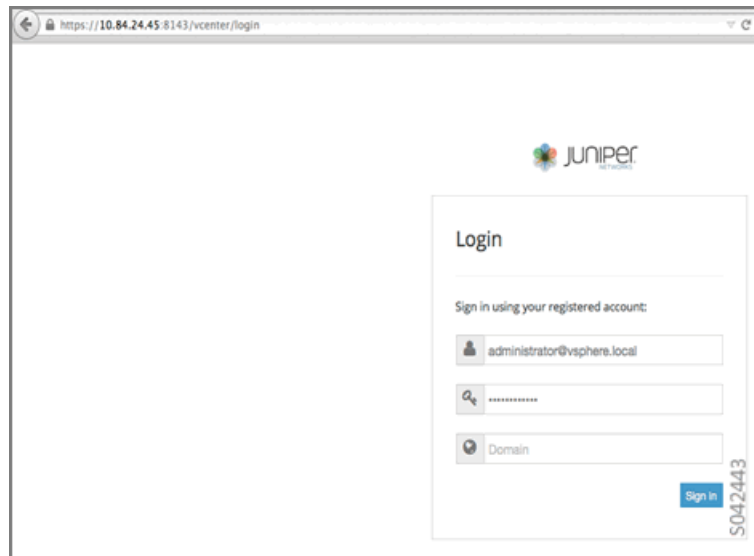 https://10.84.24.45:8143/vcenter/login
JUNIPER
NETWORKS
Login
Sign in using your registered account:
administrator@vsphere.local
••••••••••••
Domain
Sign in
S042443